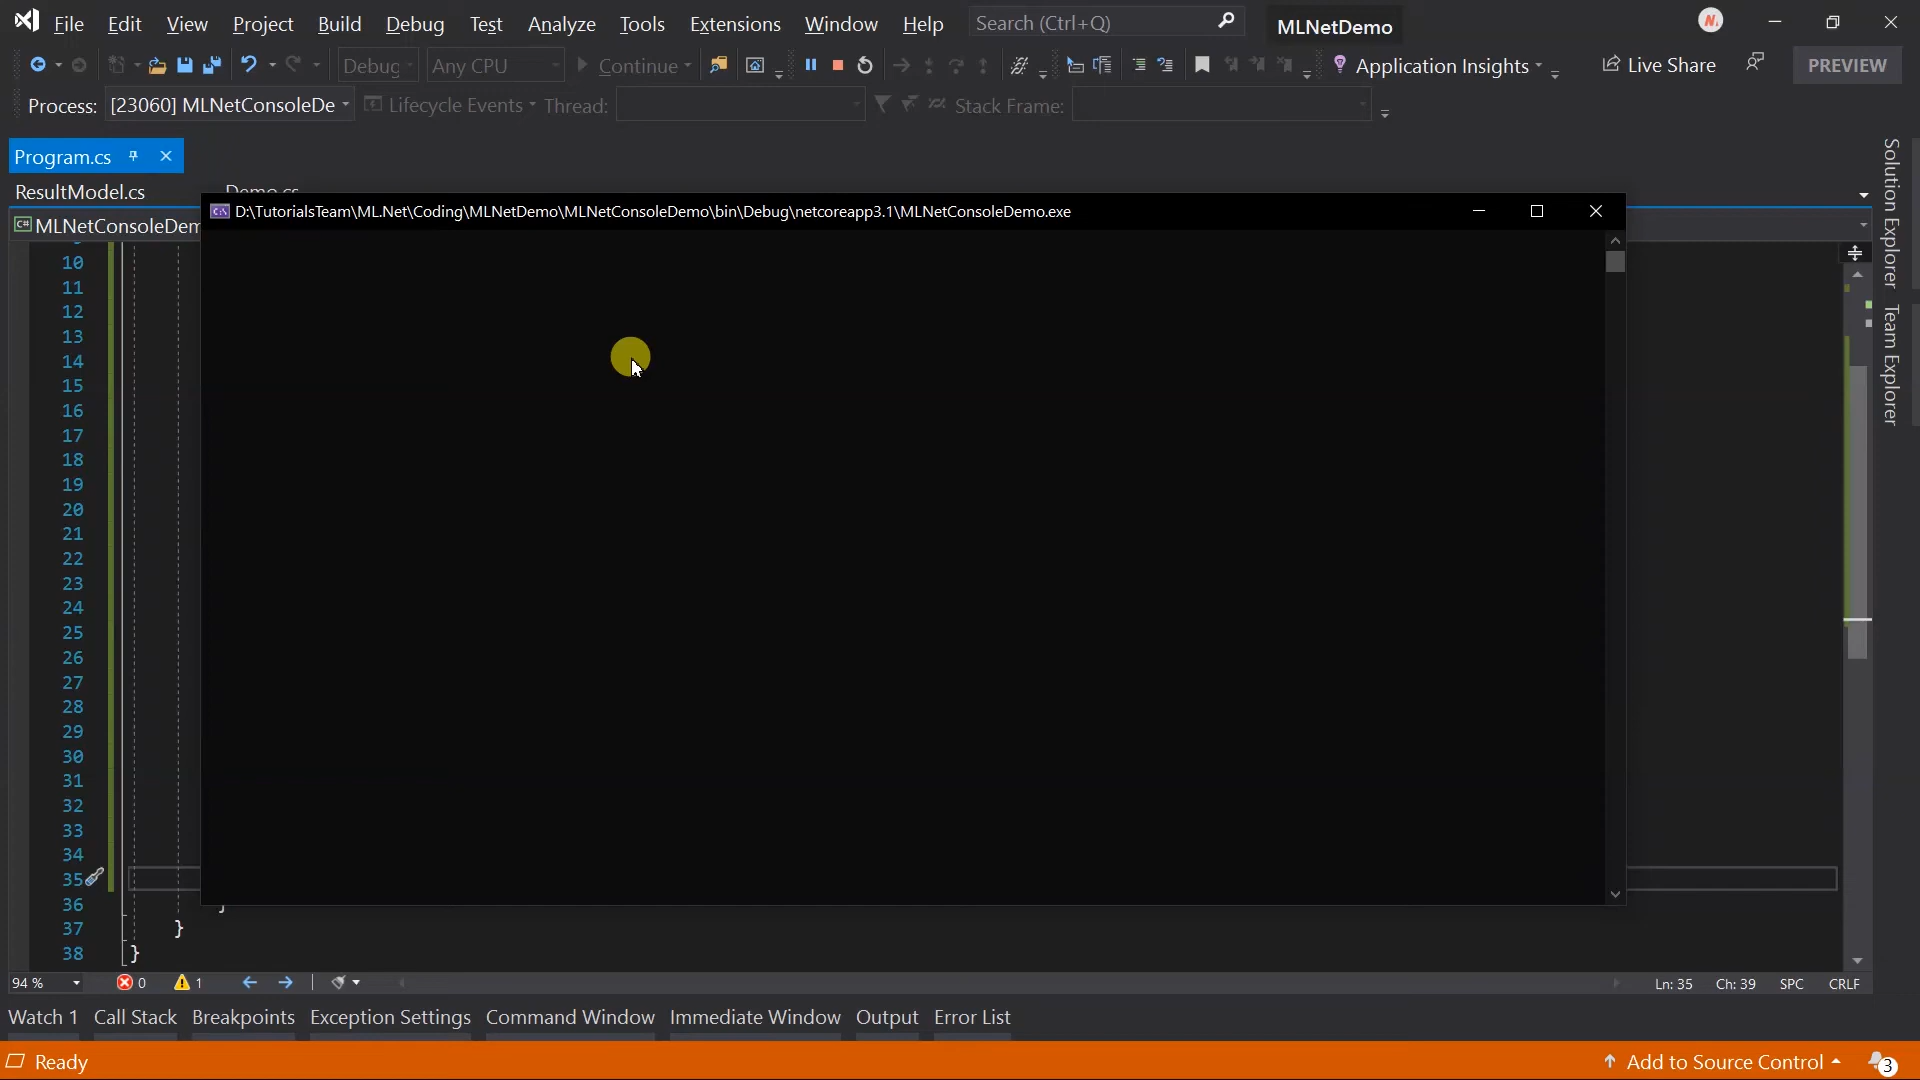 File Edit View Project Build Debug Test Analyze Tools Extensions Window Help Search (Ctrl+Q) MLNetDemo
Debug Any CPU Continue Application Insights Live Share PREVIEW
Process: [23060] MLNetConsoleDe Lifecycle Events Thread: Stack Frame:
Program.cs
ResultModel.cs Demo.cs
D:\TutorialsTeam\ML.Net\Coding\MLNetDemo\MLNetConsoleDemo\bin\Debug\netcoreapp3.1\MLNetConsoleDemo.exe
MLNetConsoleDem
Solution Explorer
Team Explorer
10
11
12
13
14
15
16
17
18
19
20
21
22
23
24
25
26
27
28
29
30
31
32
33
34
35
36
37 }
38 }
94 % 0 1 Ln: 35 Ch: 39 SPC CRLF
Watch 1 Call Stack Breakpoints Exception Settings Command Window Immediate Window Output Error List
Ready Add to Source Control 3